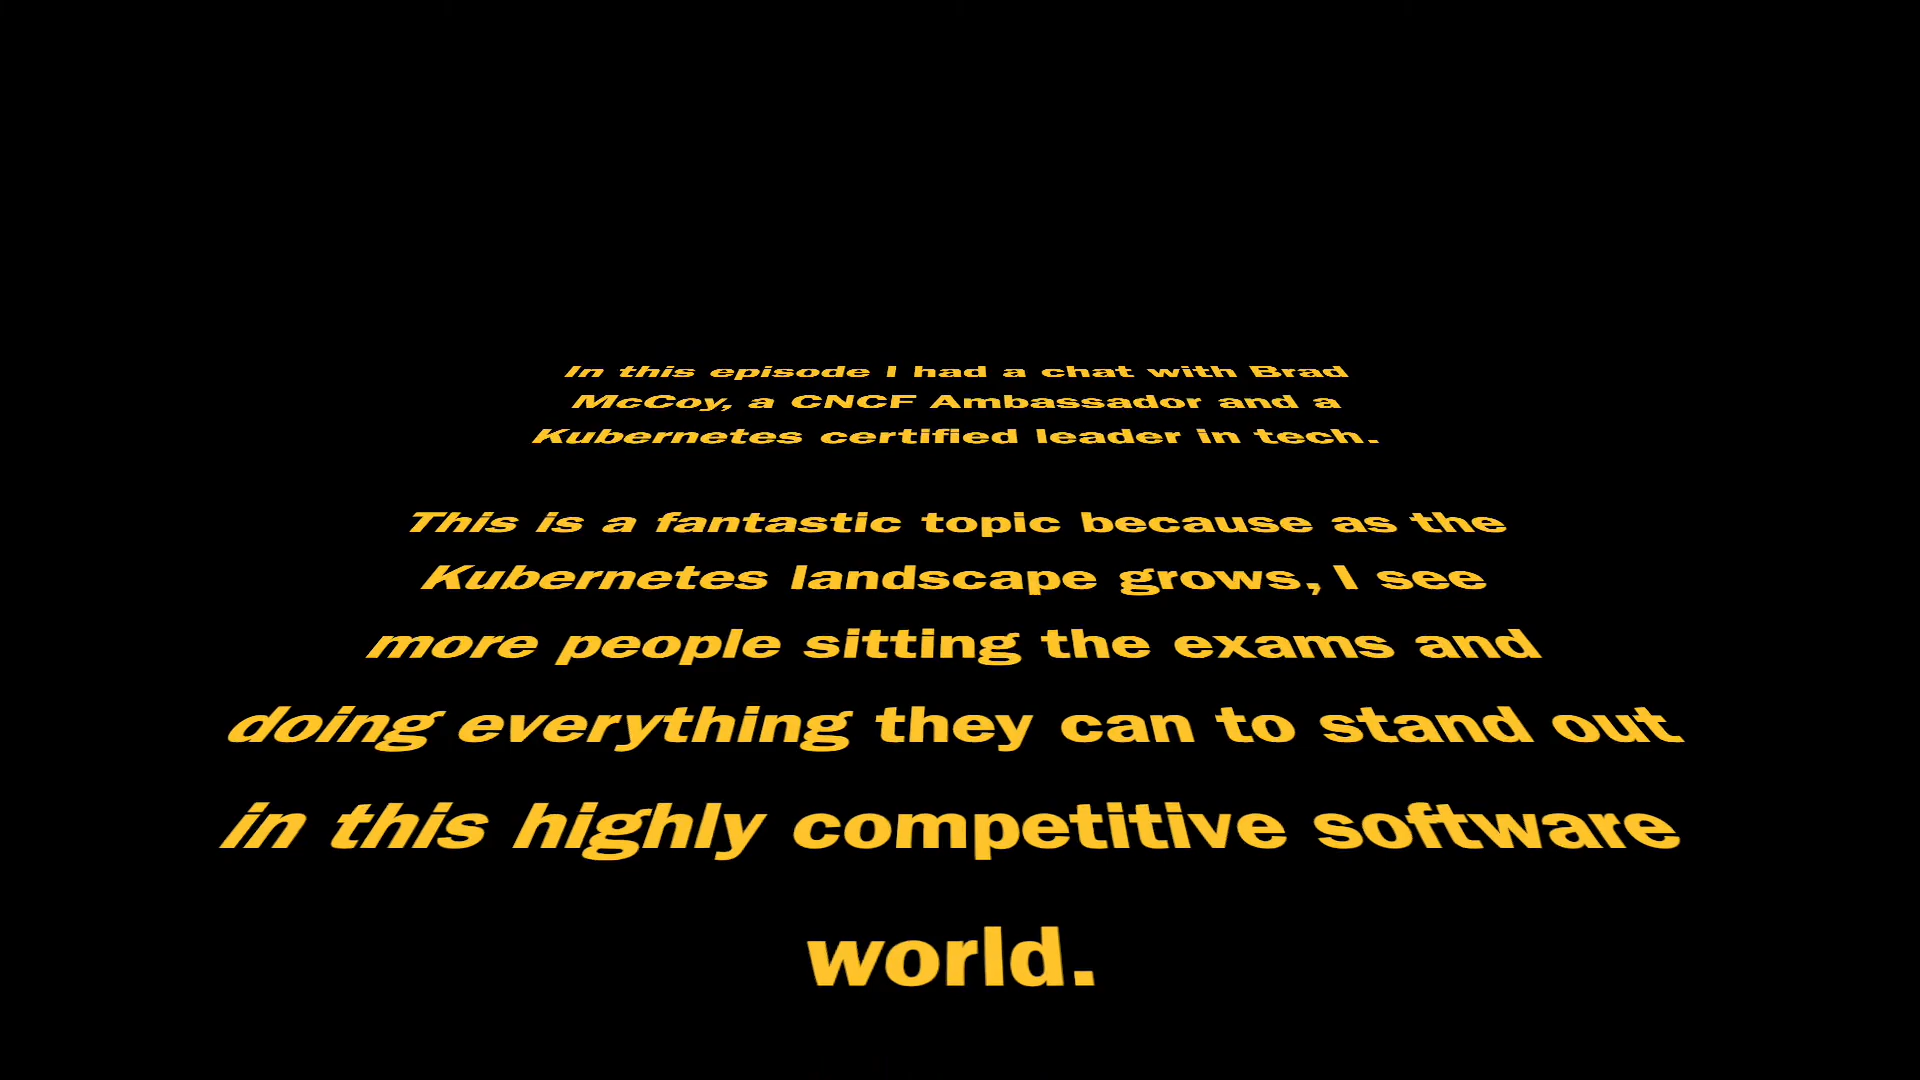 In this episode I had a chat with Brad
McCoy, a CNCF Ambassador and a
Kubernetes certified leader in tech.
This is a fantastic topic because as the
Kubernetes landscape grows, I see
more people sitting the exams and
doing everything they can to stand out
in this highly competitive software
world.